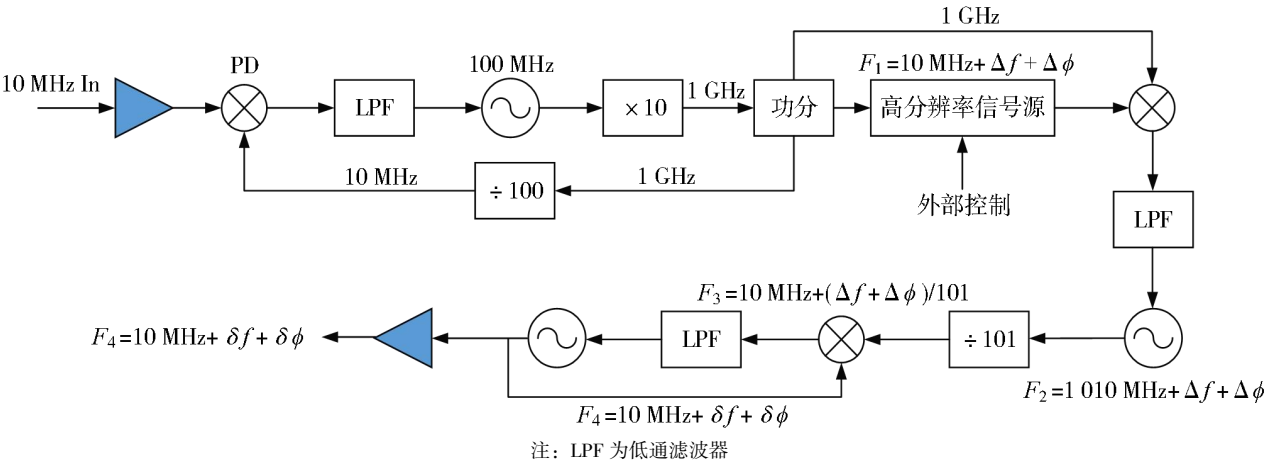 1 GHz
F₁=10 MHz+ Δf + Δϕ
PD
100 MHz
10 MHz In
LPF
×10
1 GHz
功分
高分辨率信号源
10 MHz
÷100
1 GHz
外部控制
LPF
F₃=10 MHz+(Δf+Δϕ)/101
F₄=10 MHz+ δf + δϕ
LPF
÷101
F₂=1 010 MHz+Δf+Δϕ
F₄=10 MHz+ δf + δϕ
注：LPF 为低通滤波器